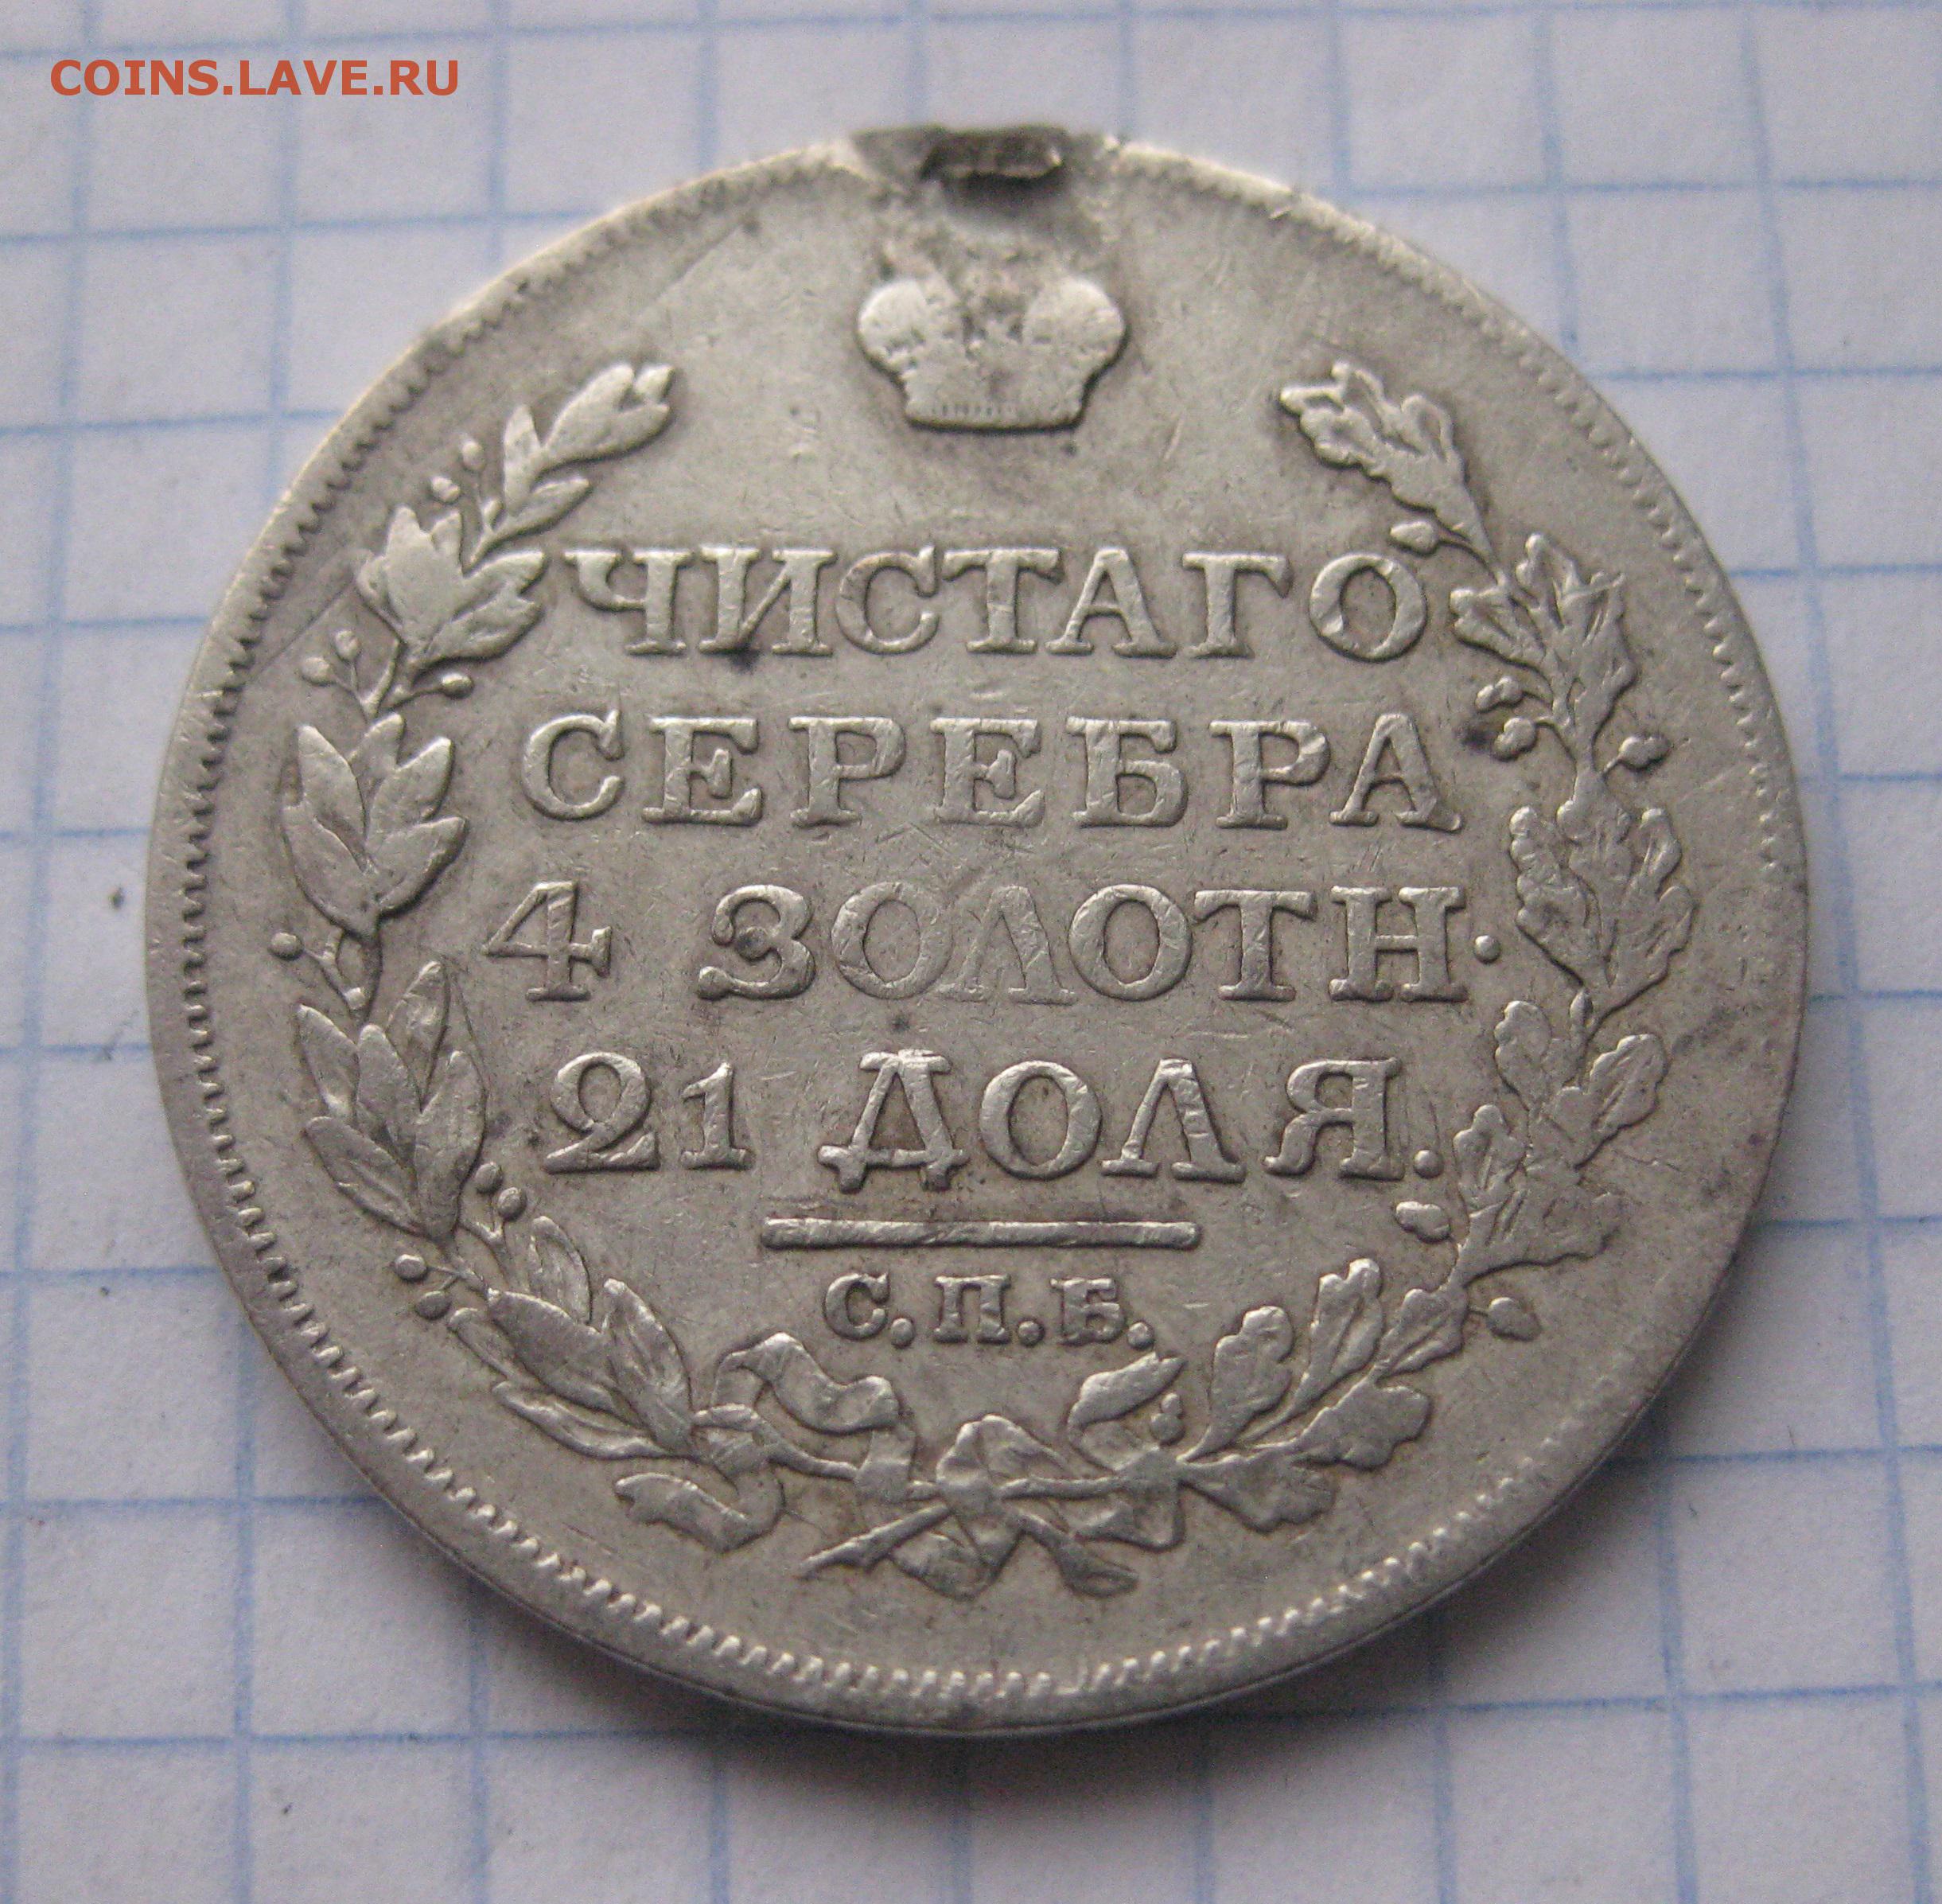 COINS.LAVE.RU
ЧИСТАГО
СЕРЕБРА
4 ЗОЛОТН.
21 ДОЛЯ.
С.П.Б.